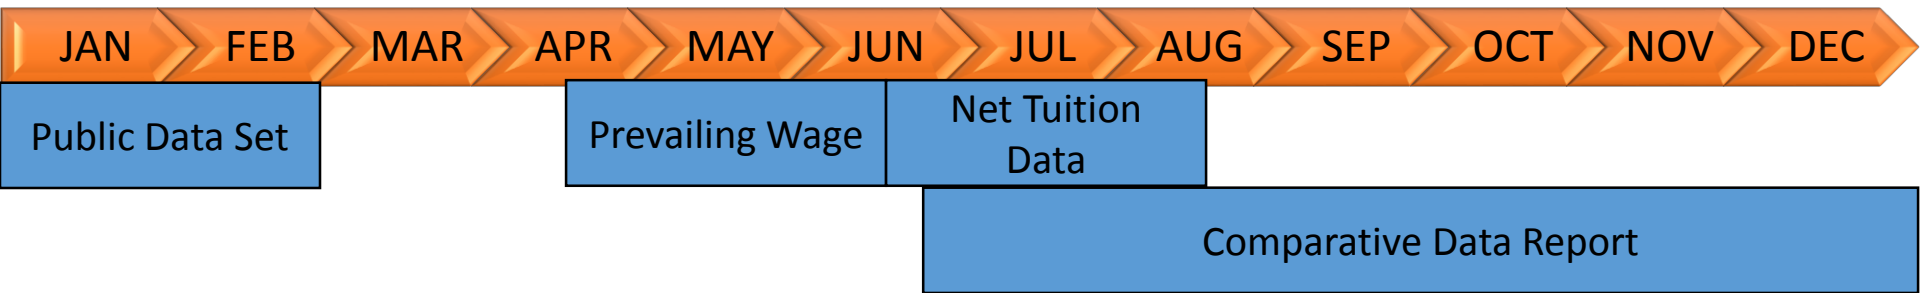 JAN FEB MAR APR MAY JUN JUL AUG SEP OCT NOV DEC
Public Data Set
Prevailing Wage
Net Tuition
Data
Comparative Data Report